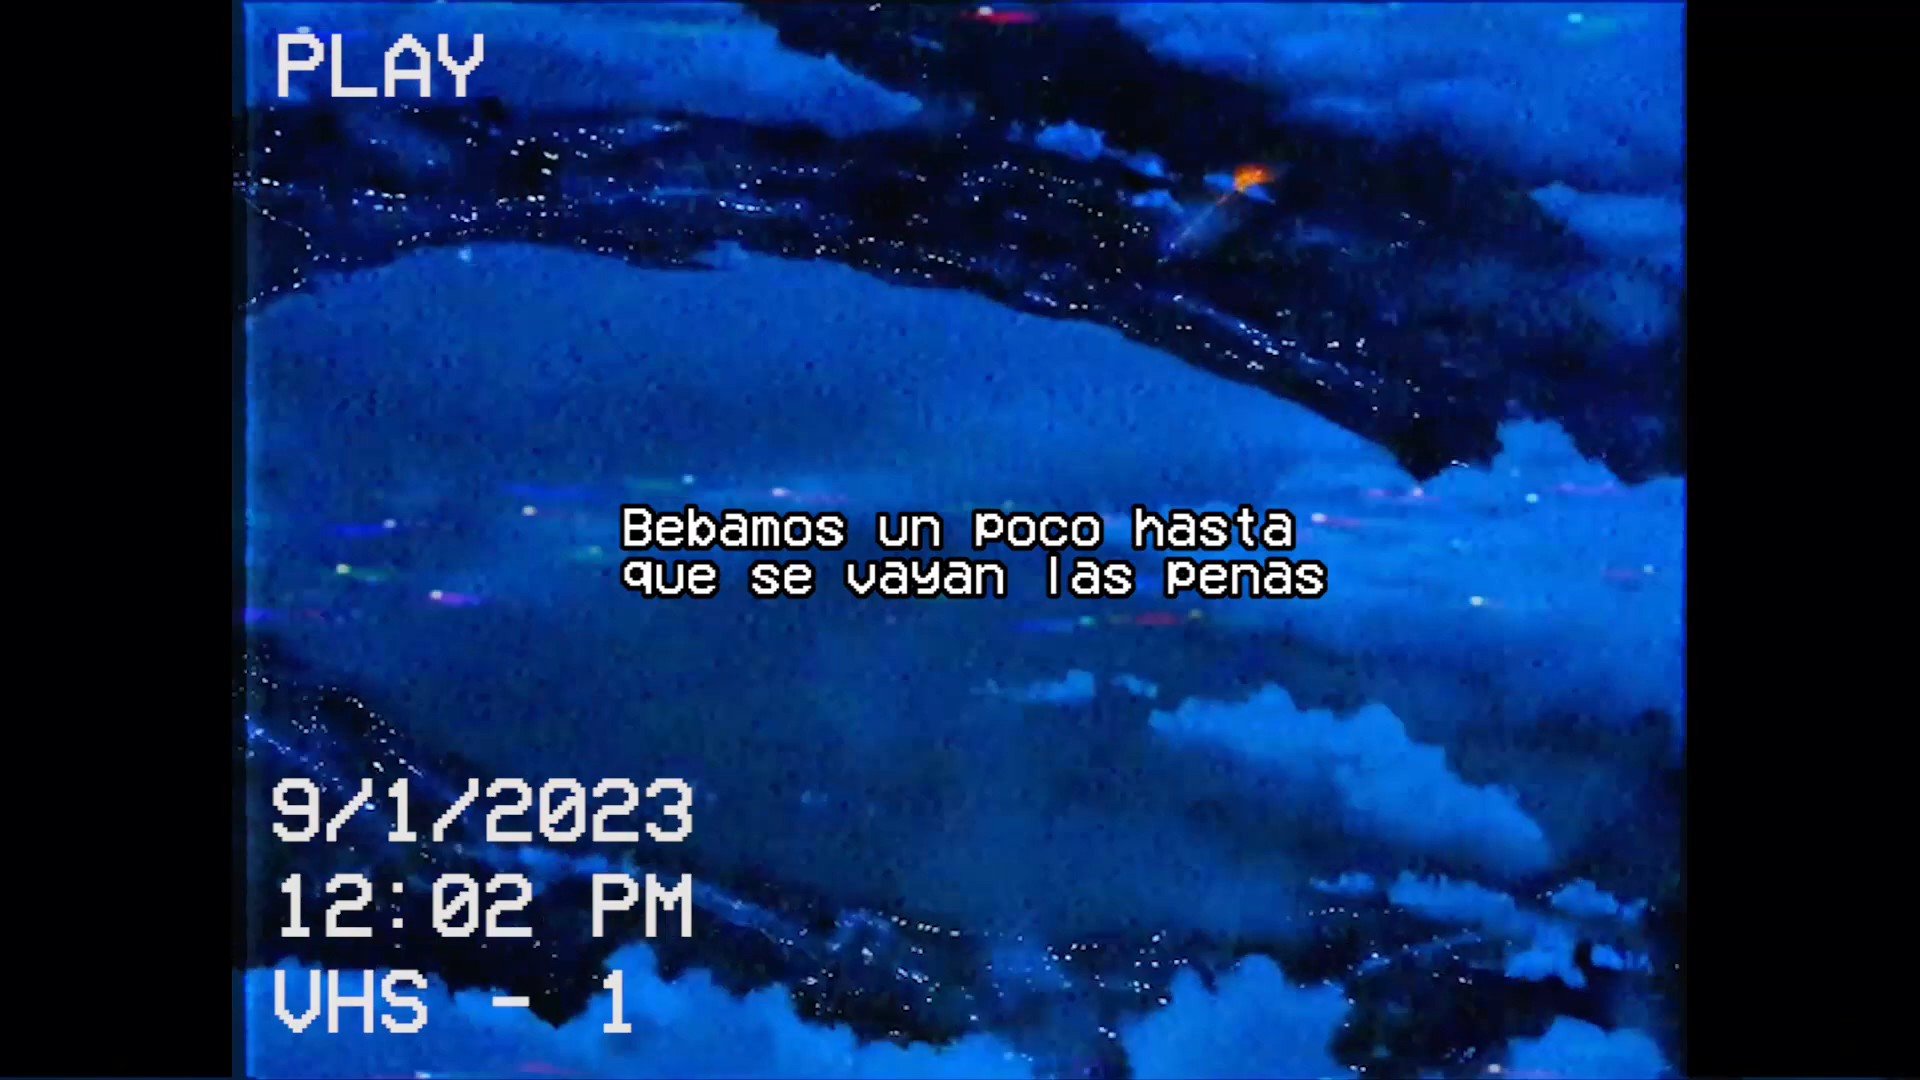 PLAY
Bebamos un poco hasta
que se vayan las penas
9/1/2023
12:02 PM
VHS - 1